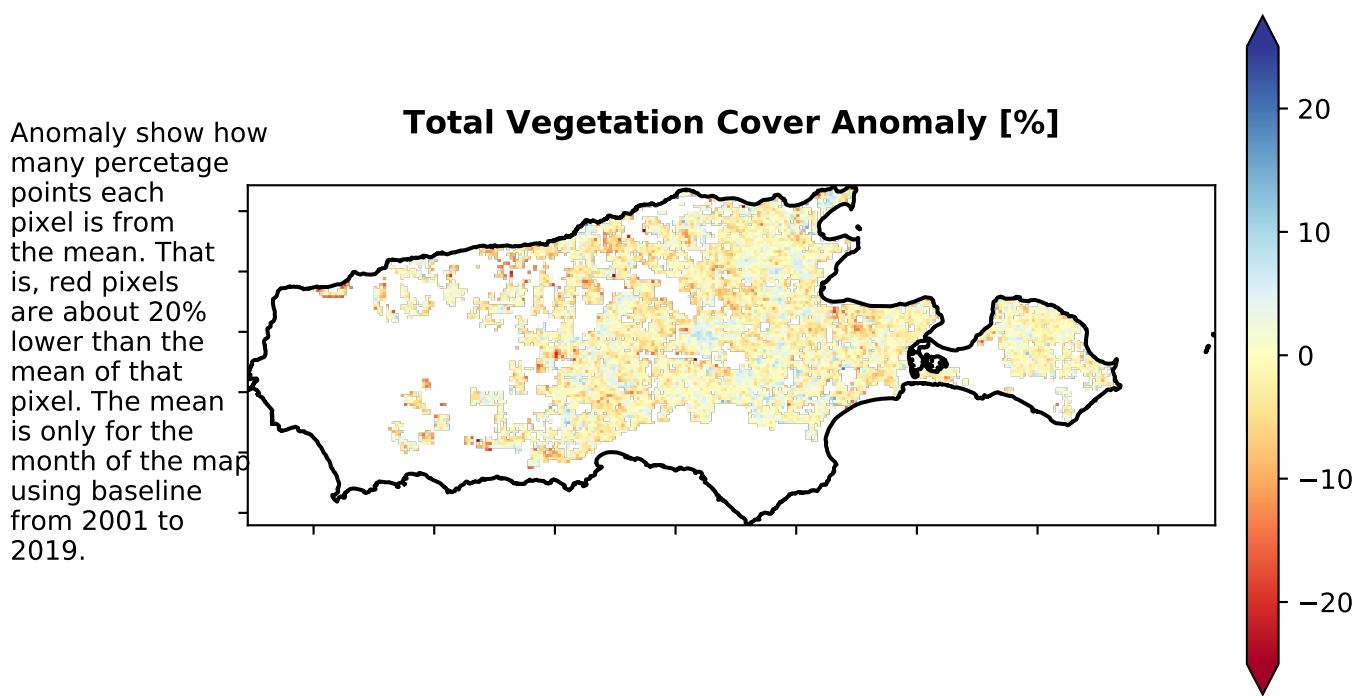 Total Vegetation Cover Anomaly [%]
Anomaly show how
many percetage
points each
pixel is from
the mean. That
is, red pixels
are about 20%
lower than the
mean of that
pixel. The mean
is only for the
month of the map
using baseline
from 2001 to
2019.
20
10
0
−10
−20